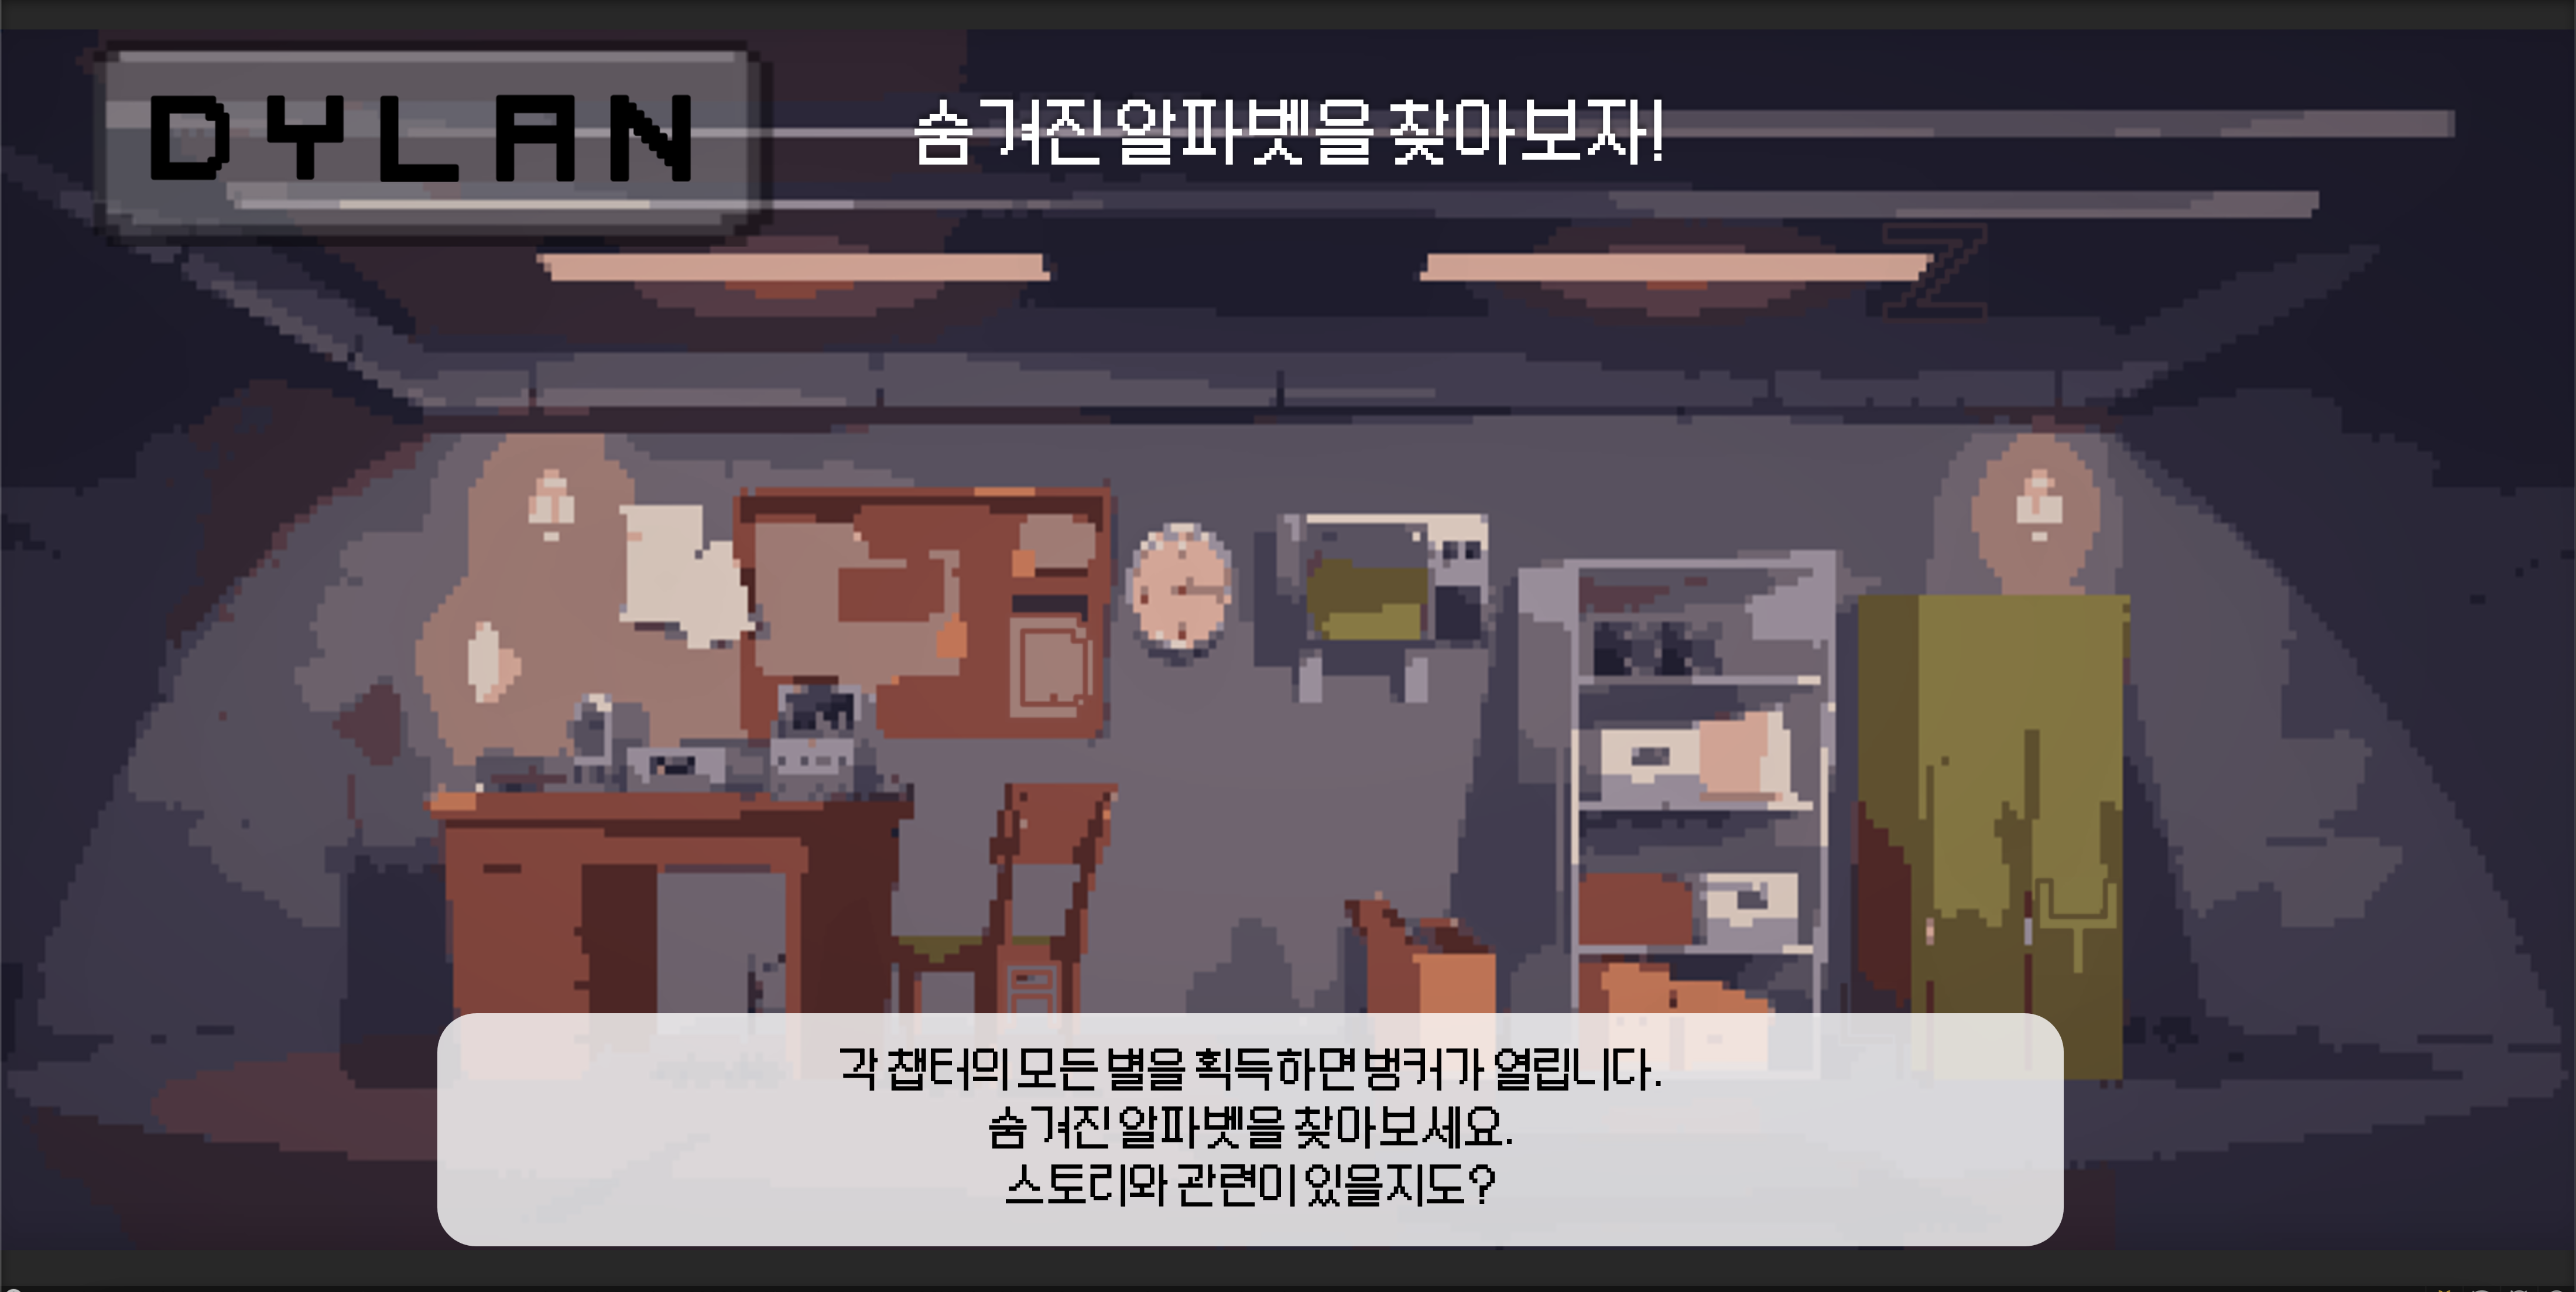 DYLAN
숨겨진 알파벳을 찾아보자!
Z
D
Y
A
각 챕터의 모든 별을 획득하면 벙커가 열립니다.
숨겨진 알파벳을 찾아보세요.
스토리와 관련이 있을지도?